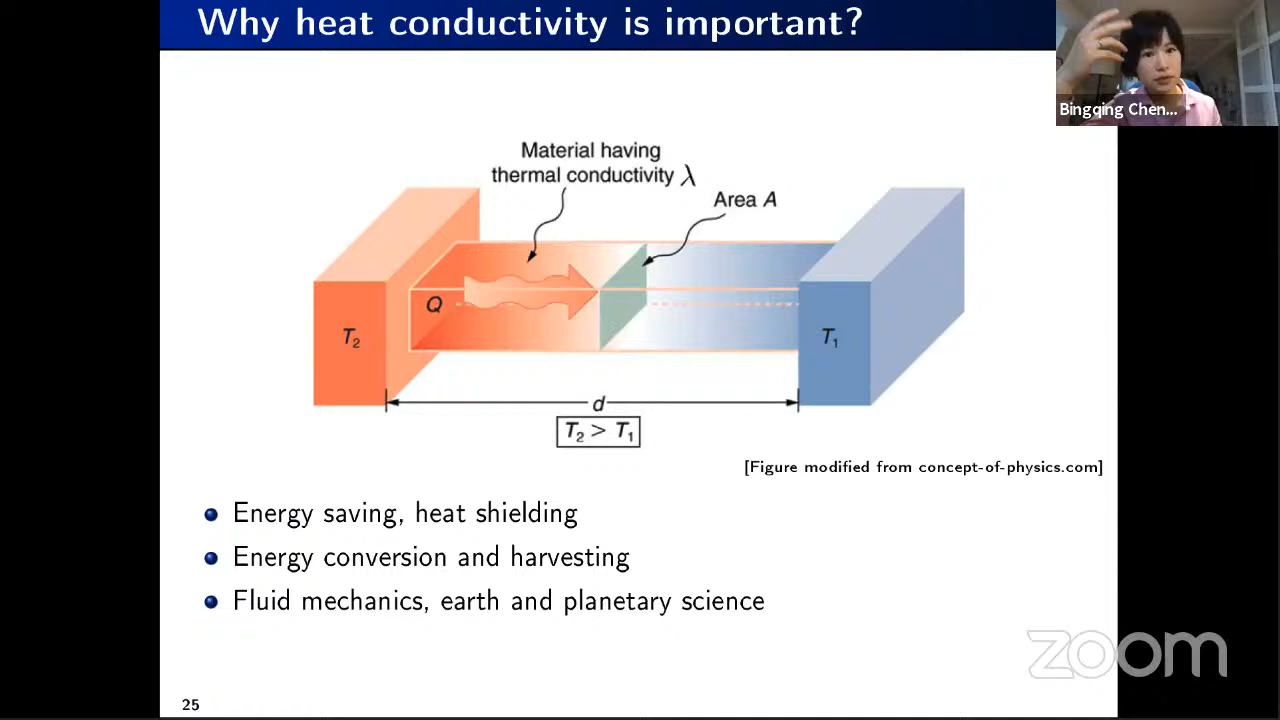 Why heat conductivity is important?
Bingqing Chen...
Material having
thermal conductivity λ
Area A
Q
T₂
T₁
d
T₂ > T₁
[Figure modified from concept-of-physics.com]
Energy saving, heat shielding
Energy conversion and harvesting
Fluid mechanics, earth and planetary science
zoom
25